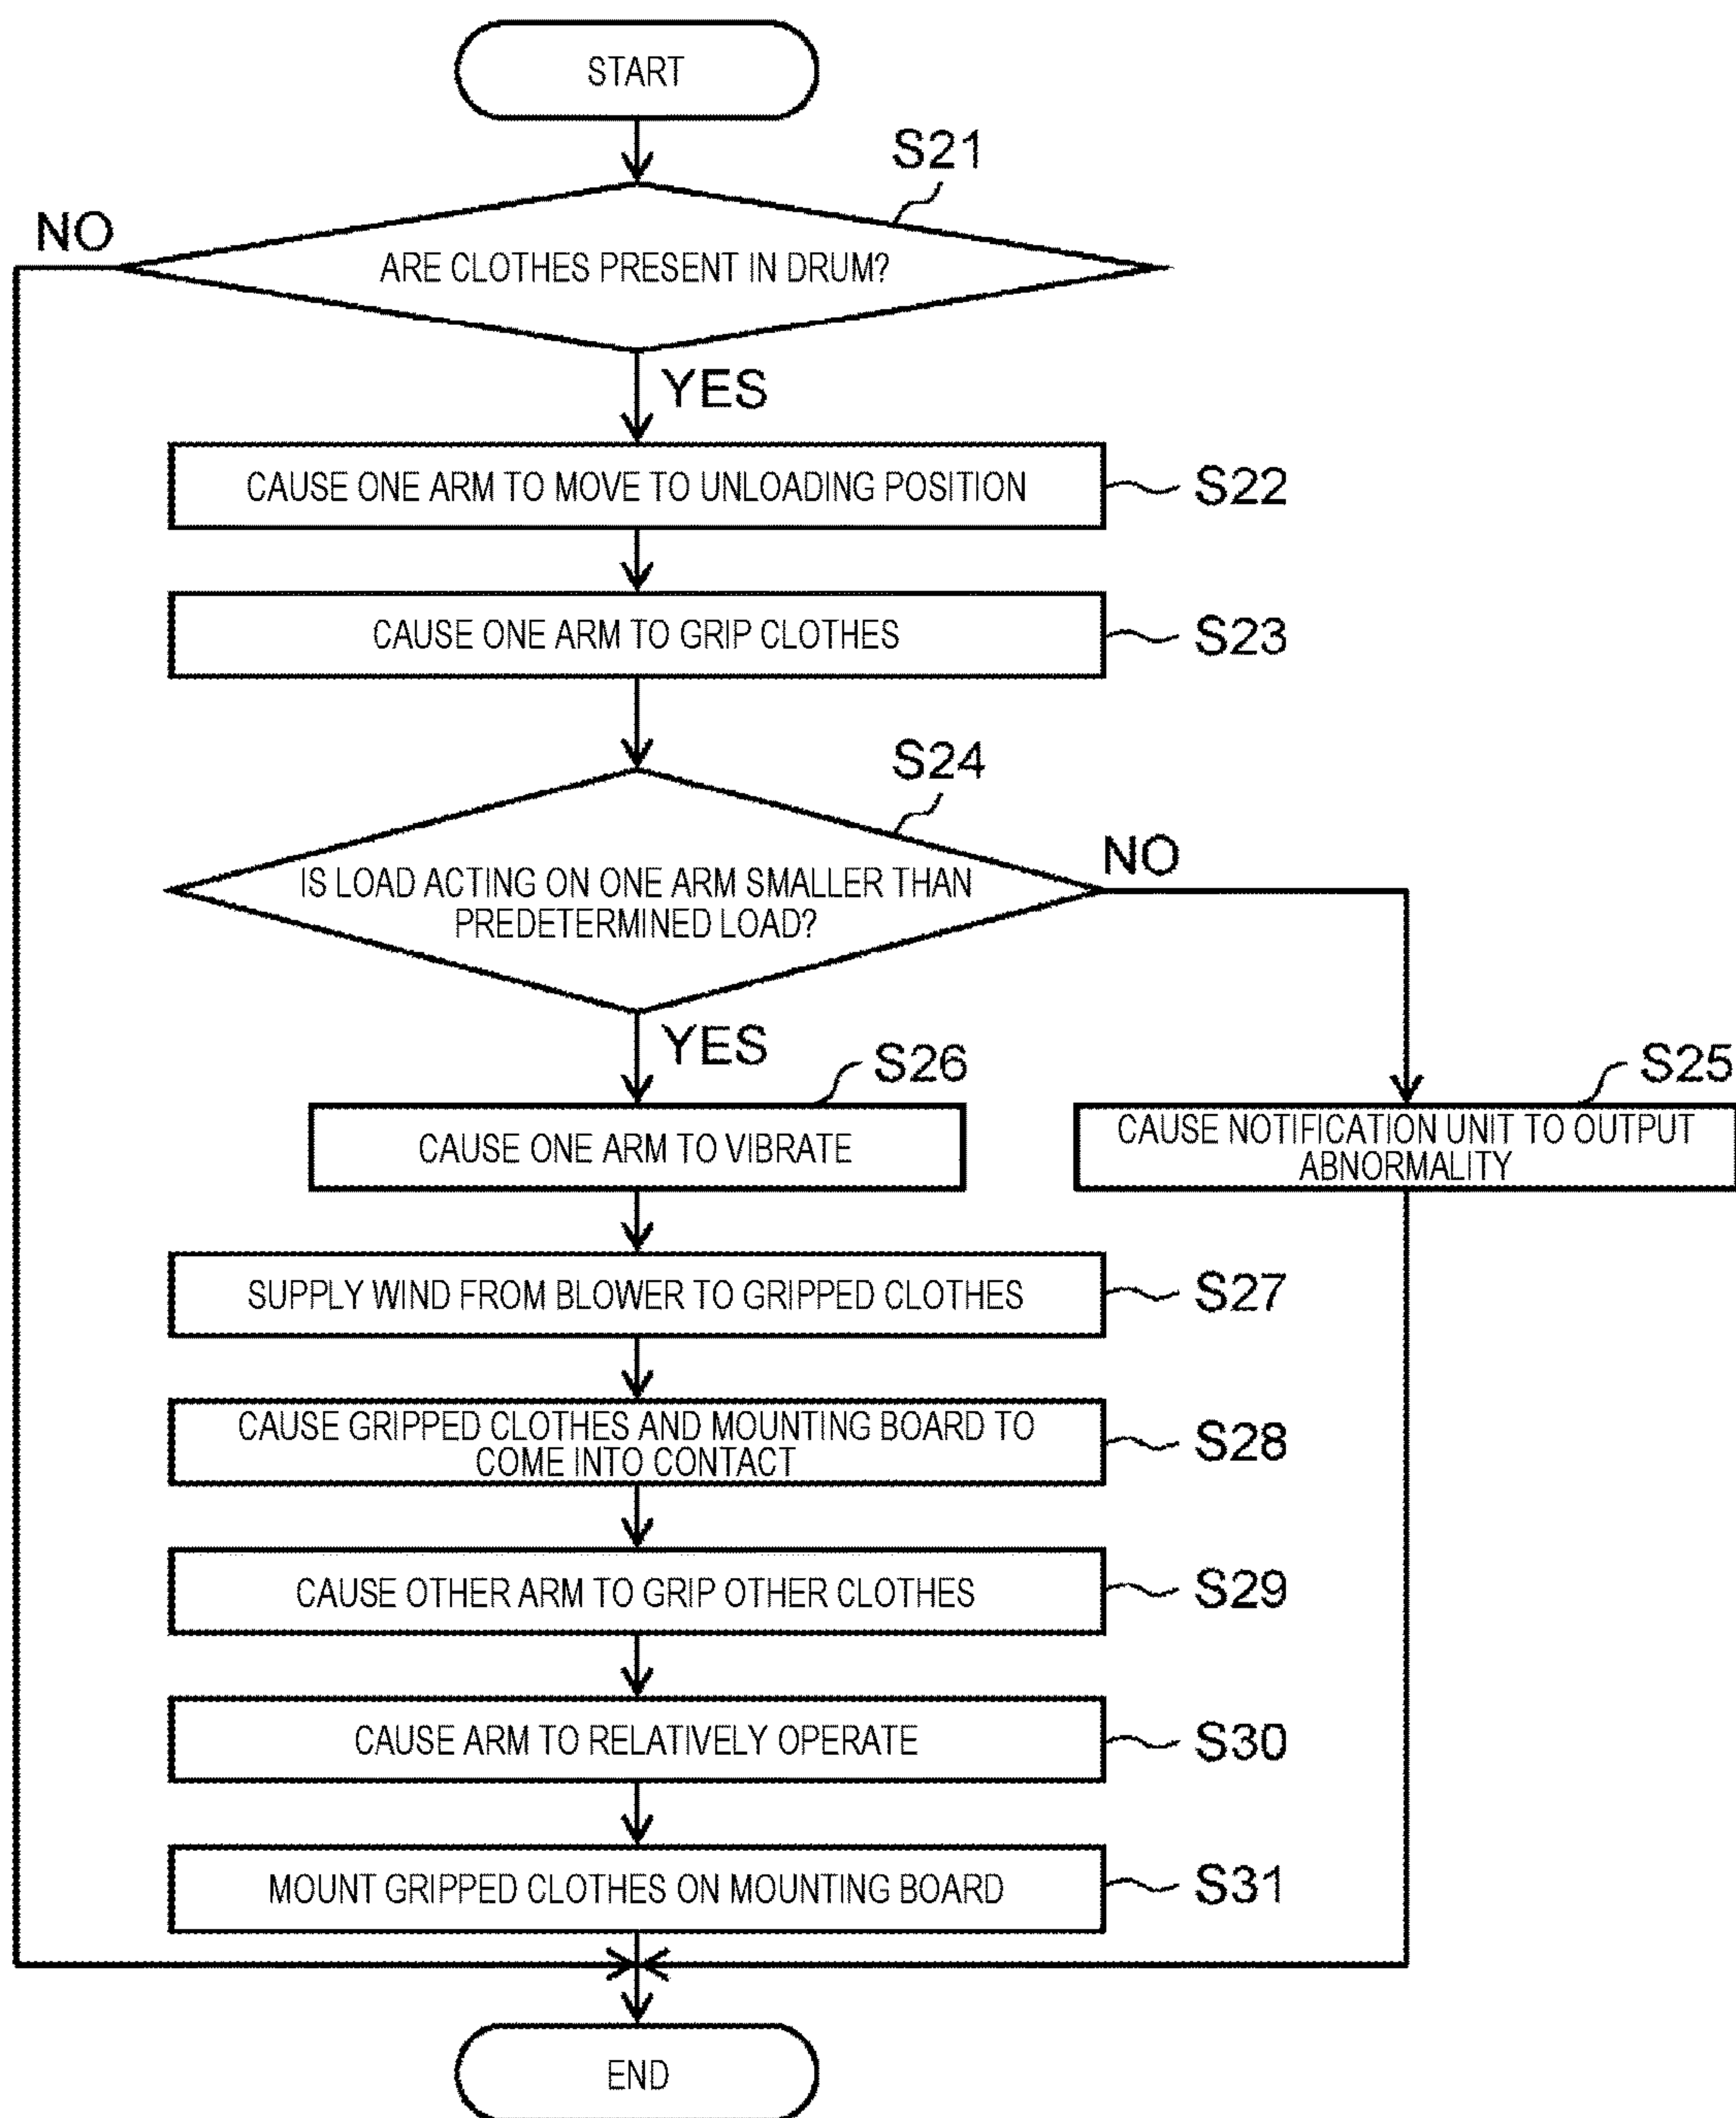 START
S21
NO
ARE CLOTHES PRESENT IN DRUM?
YES
CAUSE ONE ARM TO MOVE TO UNLOADING POSITION
S22
CAUSE ONE ARM TO GRIP CLOTHES
S23
S24
IS LOAD ACTING ON ONE ARM SMALLER THAN
PREDETERMINED LOAD?
NO
YES
S26
CAUSE ONE ARM TO VIBRATE
S25
CAUSE NOTIFICATION UNIT TO OUTPUT
ABNORMALITY
SUPPLY WIND FROM BLOWER TO GRIPPED CLOTHES
S27
CAUSE GRIPPED CLOTHES AND MOUNTING BOARD TO
COME INTO CONTACT
S28
CAUSE OTHER ARM TO GRIP OTHER CLOTHES
S29
CAUSE ARM TO RELATIVELY OPERATE
S30
MOUNT GRIPPED CLOTHES ON MOUNTING BOARD
S31
END